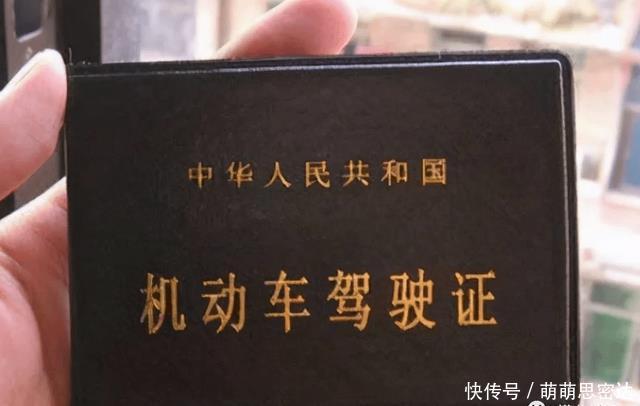 中华人民共和国
机动车驾驶证
快传号 / 萌萌思密达